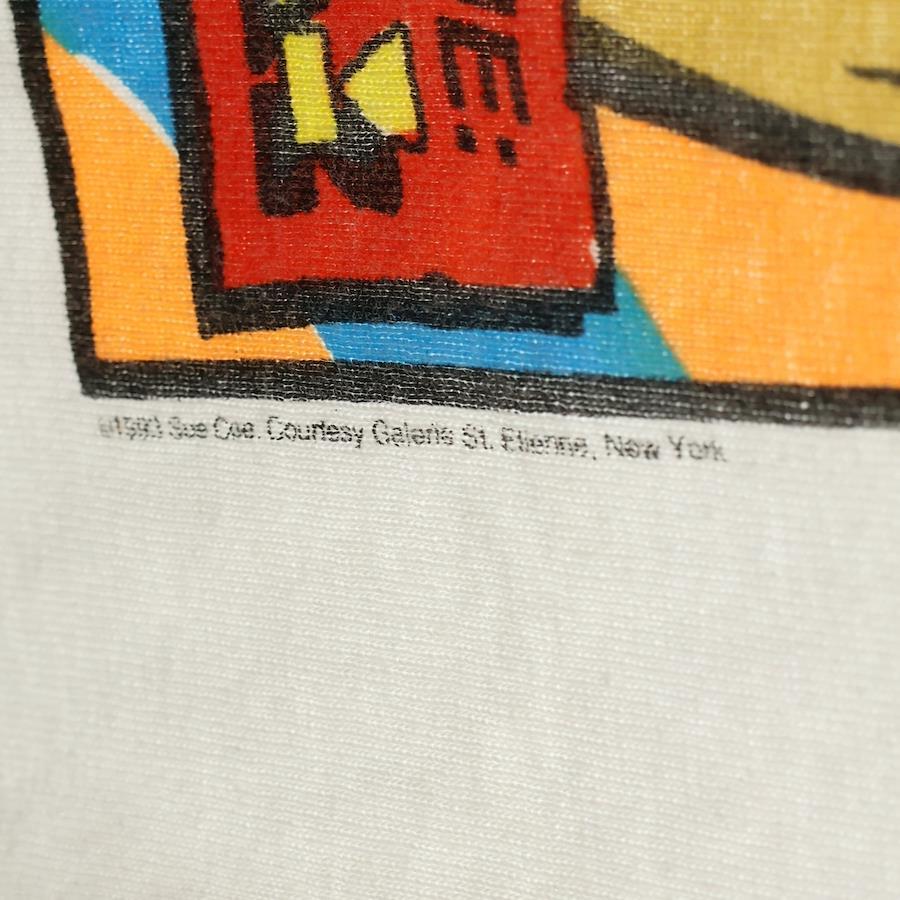 ©1993 Sue Coe. Courtesy Galerie St. Etienne, New York